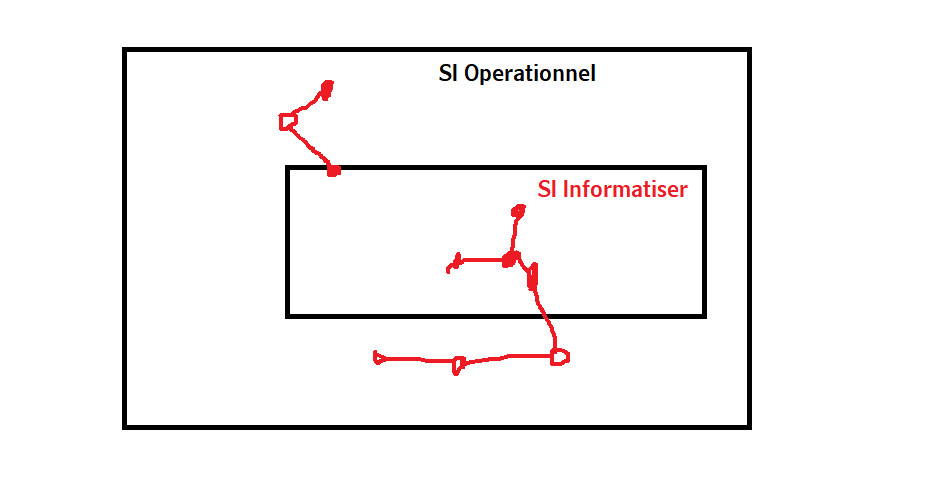 SI Operationnel
SI Informatiser